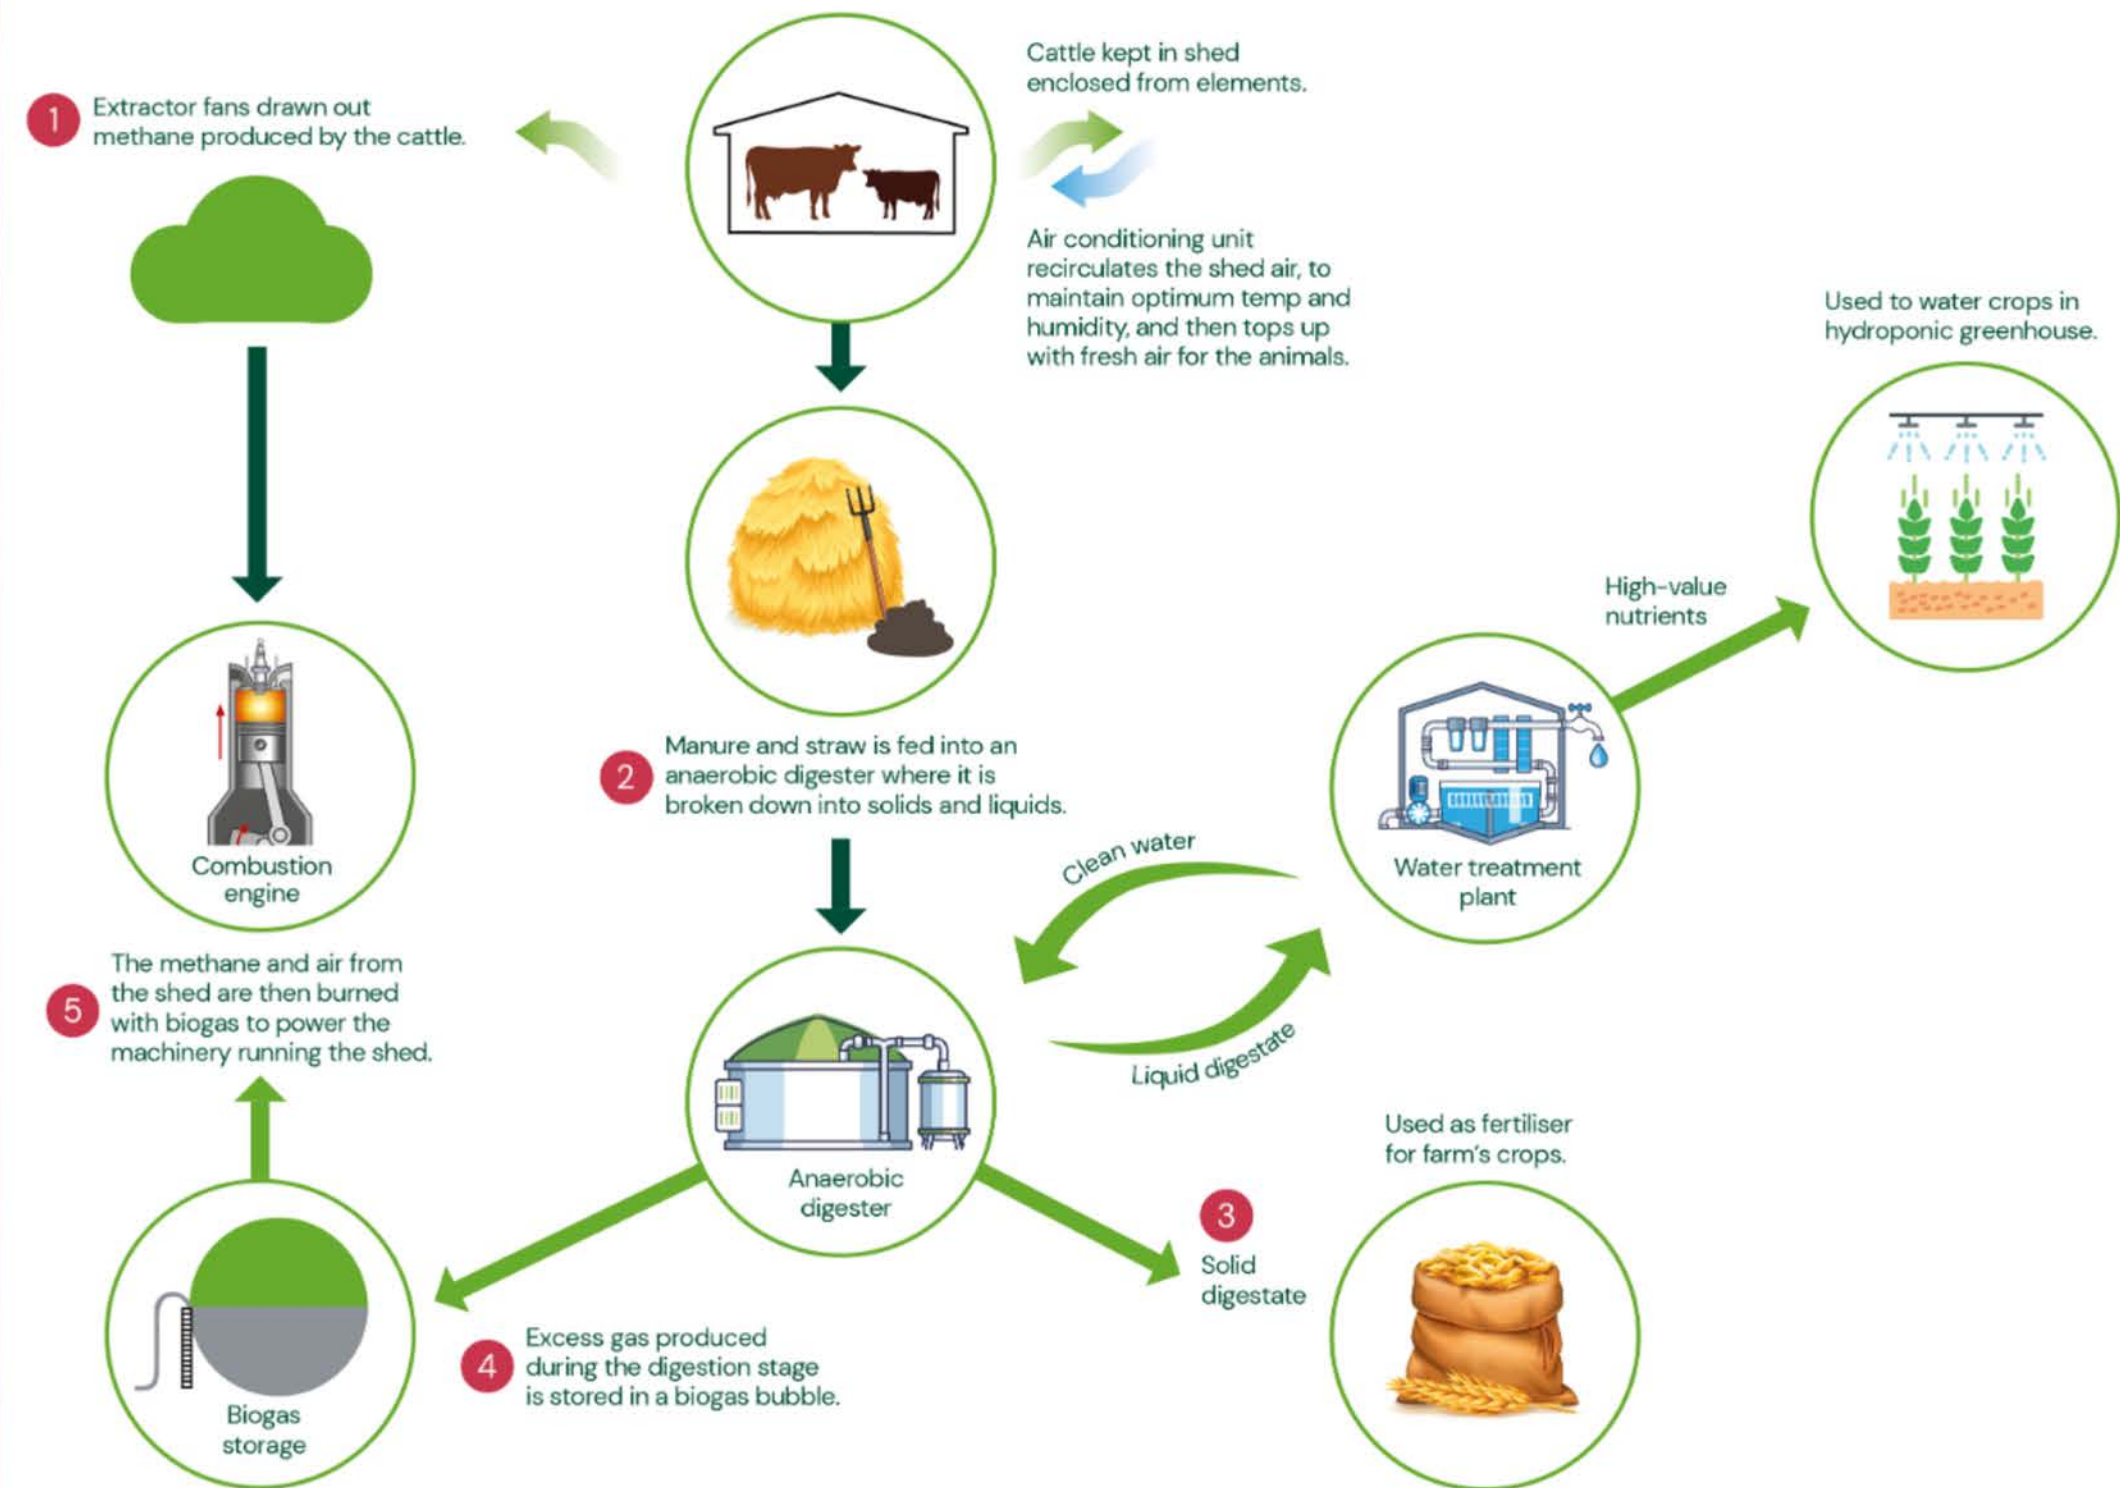 1
Extractor fans drawn out
methane produced by the cattle.
Cattle kept in shed
enclosed from elements.
Air conditioning unit
recirculates the shed air, to
maintain optimum temp and
humidity, and then tops up
with fresh air for the animals.
Used to water crops in
hydroponic greenhouse.
High-value
nutrients
2
Manure and straw is fed into an
anaerobic digester where it is
broken down into solids and liquids.
Combustion
engine
Clean water
Water treatment
plant
5
The methane and air from
the shed are then burned
with biogas to power the
machinery running the shed.
Liquid digestate
Anaerobic
digester
Used as fertiliser
for farm's crops.
3
Solid
digestate
4
Excess gas produced
during the digestion stage
is stored in a biogas bubble.
Biogas
storage